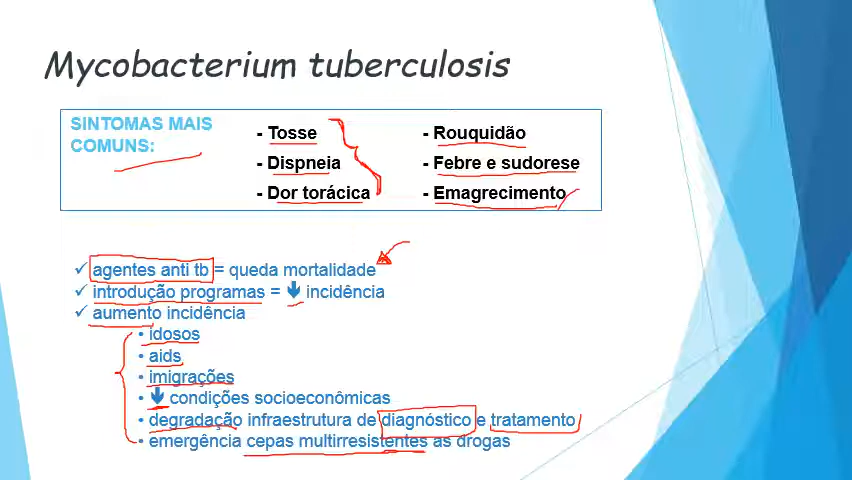 Mycobacterium tuberculosis
SINTOMAS MAIS
COMUNS:
- Tosse
- Dispneia
- Dor torácica
- Rouquidão
- Febre e sudorese
- Emagrecimento
✓ agentes anti tb = queda mortalidade
✓ introdução programas = 🡻 incidência
✓ aumento incidência
• idosos
• aids
• imigrações
• 🡻 condições socioeconômicas
• degradação infraestrutura de diagnóstico e tratamento
• emergência cepas multirresistentes as drogas